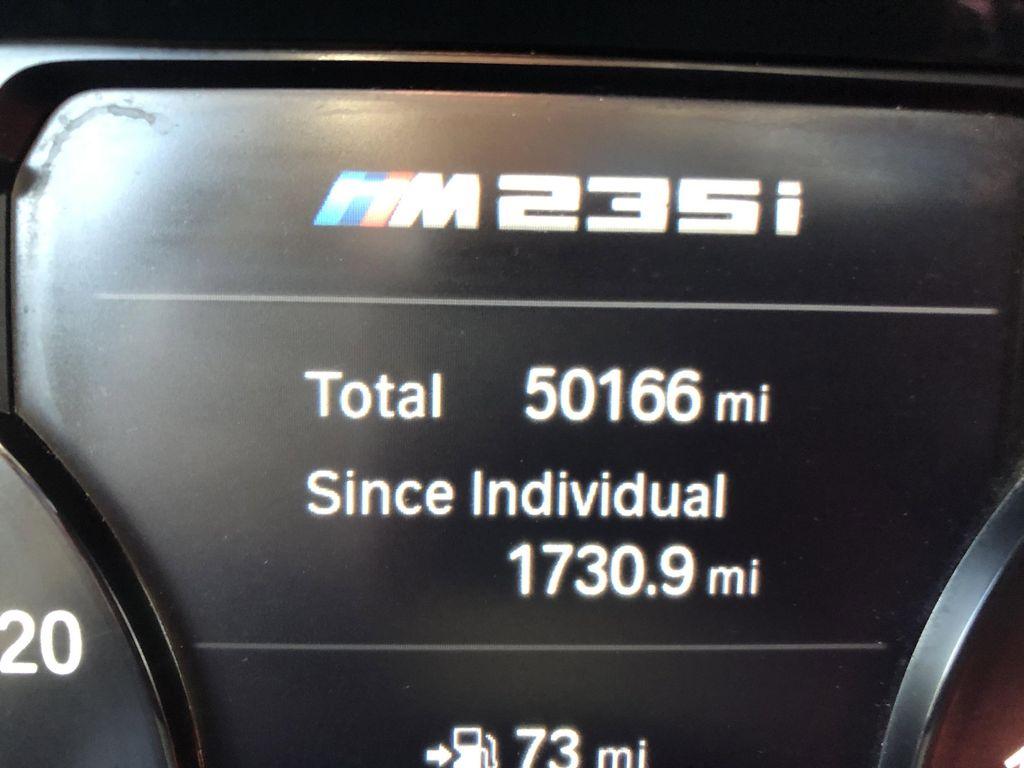 M235i
Total 50166 mi
Since Individual
1730.9 mi
20
73 mi